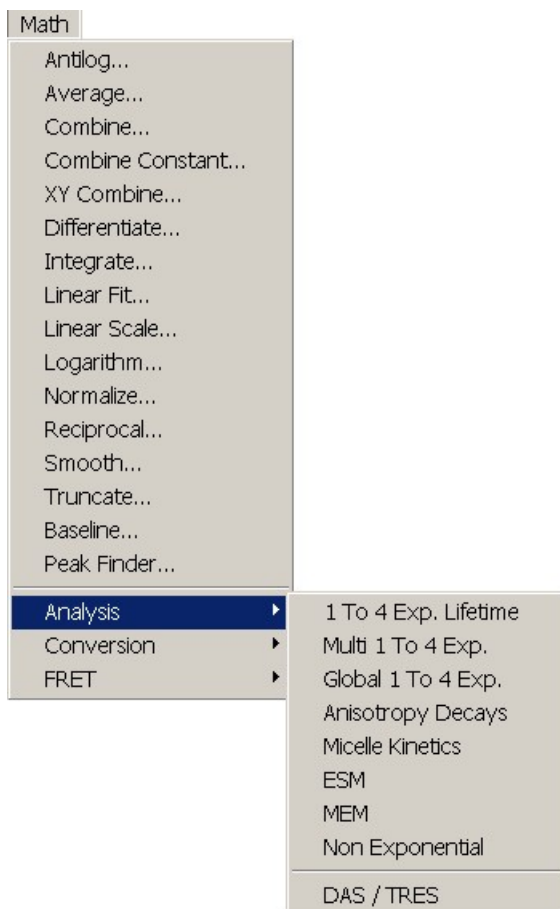 Math
Antilog...
Average...
Combine...
Combine Constant...
XY Combine...
Differentiate...
Integrate...
Linear Fit...
Linear Scale...
Logarithm...
Normalize...
Reciprocal...
Smooth...
Truncate...
Baseline...
Peak Finder...
Analysis
Conversion
FRET
1 To 4 Exp. Lifetime
Multi 1 To 4 Exp.
Global 1 To 4 Exp.
Anisotropy Decays
Micelle Kinetics
ESM
MEM
Non Exponential
DAS / TRES